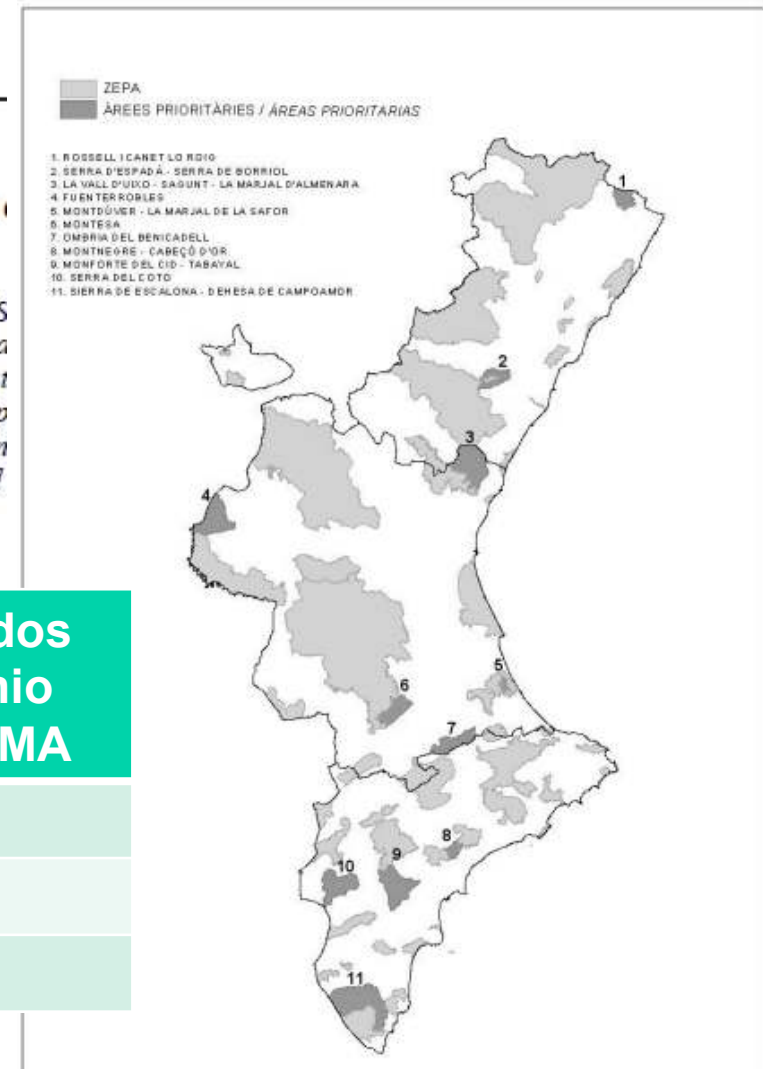 ZEPA
ÀREES PRIORITÀRIES / ÁREAS PRIORITARIAS
1. ROSSELL I CANET LO ROIG
2. SERRA D'ESPADÀ - SERRA DE BORRIOL
3. LA VALL D'UIXO - SAGUNT - LA MARJAL D'ALMENARA
4. FUENTERROBLES
5. MONTDÚVER - LA MARJAL DE LA SAFOR
6. MONTESA
7. OMBRIA DEL BENICADELL
8. MONTNEGRE - CABEÇÓ D'OR
9. MONFORTE DEL CID - TABAYAL
10. SERRA DEL COTO
11. SIERRA DE ESCALONA - DEHESA DE CAMPOAMOR
1
2
3
4
5
6
7
8
9
10
11
dos
nio
MA